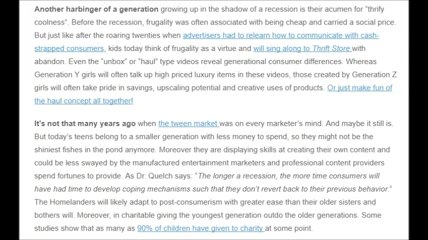 Another harbinger of a generation growing up in the shadow of a recession is their acumen for "thrify
coolness". Before the recession, frugality was often associated with being cheap and carried a social price.
But just like after the roaring twenties when advertisers had to relearn how to communicate with cash-
strapped consumers, kids today think of frugality as a virtue and will sing along to Thrift Store with
abandon. Even the "unbox" or "haul" type videos reveal generational consumer differences. Whereas
Generation Y girls will often talk up high priced luxury items in these videos, those created by Generation Z
girls will often take pride in savings, upscaling potential and creative uses of products. Or just make fun of
the haul concept all together!
It's not that many years ago when the tween market was on every marketer's mind. And maybe it still is.
But today's teens belong to a smaller generation with less money to spend, so they might not be the
shiniest fishes in the pond anymore. Moreover they are displaying skills at creating their own content and
could be less swayed by the manufactured entertainment marketers and professional content providers
spend fortunes to provide. As Dr. Quelch says: "The longer a recession, the more time consumers will
have had time to develop coping mechanisms such that they don't revert back to their previous behavior."
The Homelanders will likely adapt to post-consumerism with greater ease than their older sisters and
bothers will. Moreover, in charitable giving the youngest generation outdo the older generations. Some
studies show that as many as 90% of children have given to charity at some point.